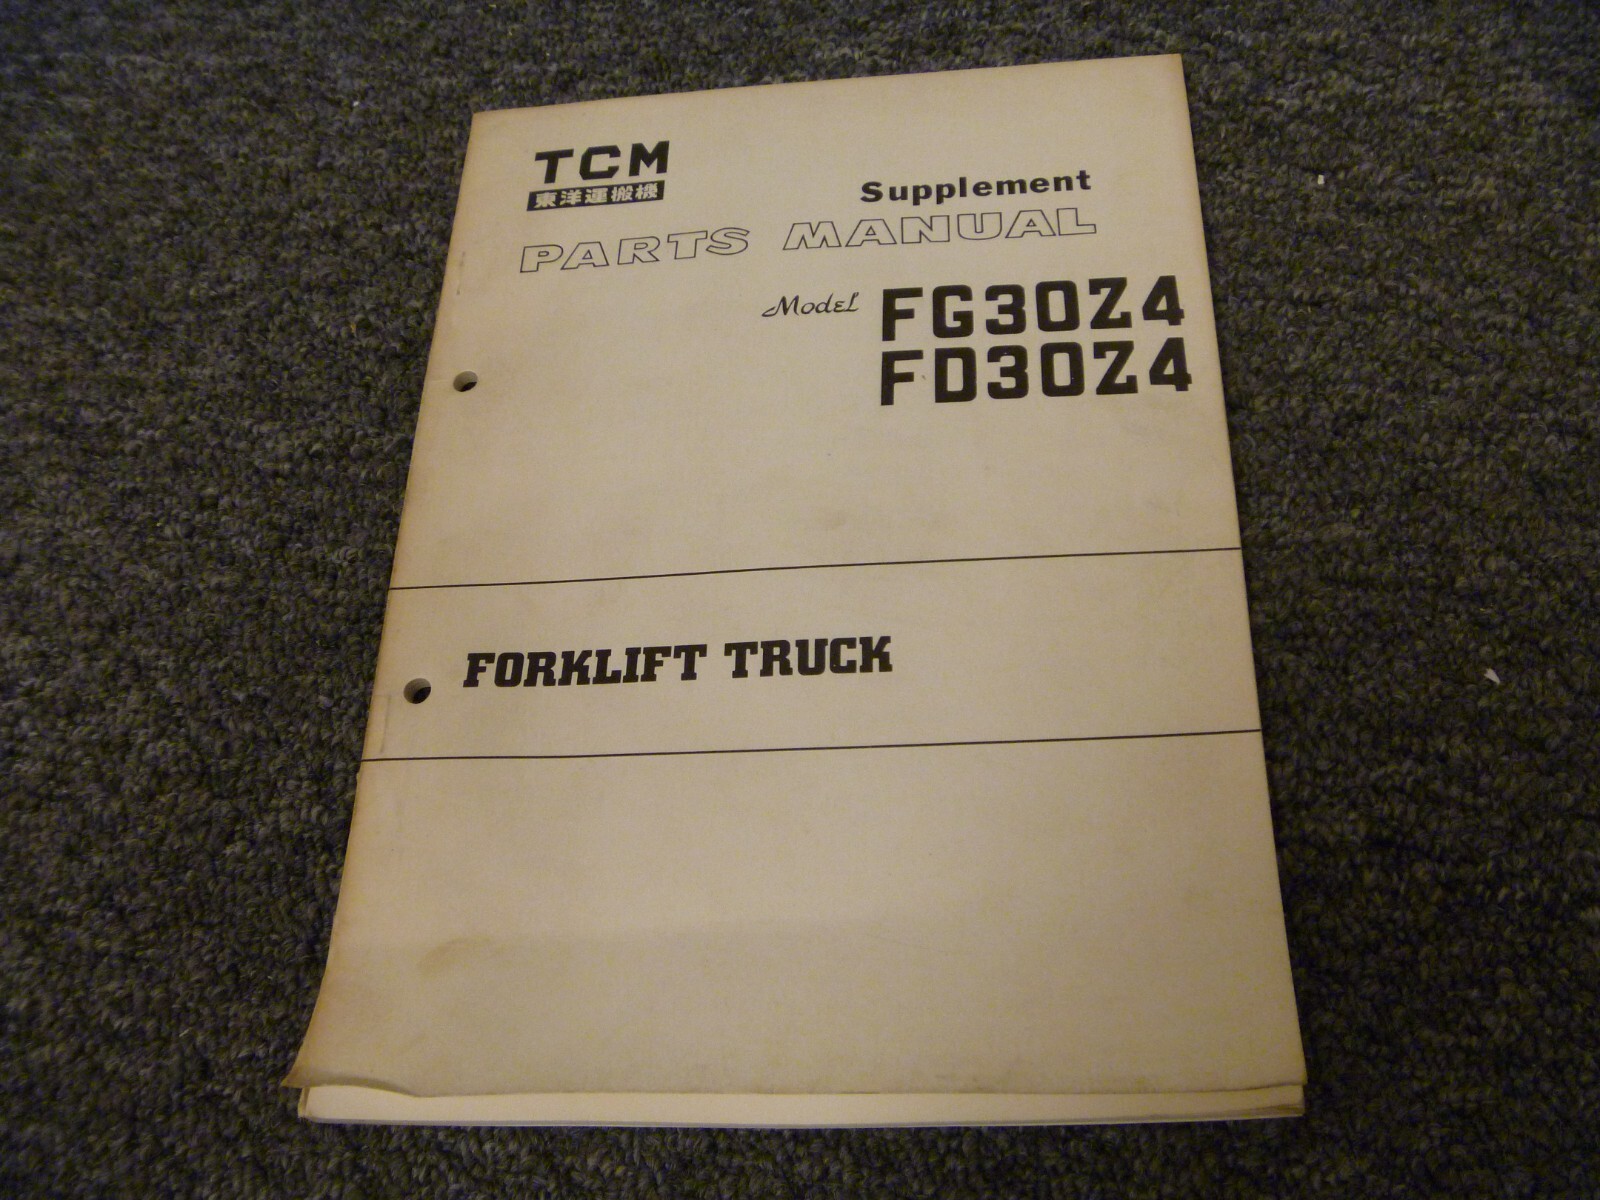 TCM
東洋運搬機
Supplement
PARTS MANUAL
Model FG30Z4
FD30Z4
FORKLIFT TRUCK